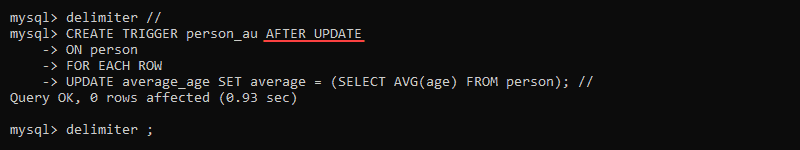 mysql> delimiter //
mysql> CREATE TRIGGER person_au AFTER UPDATE
    -> ON person
    -> FOR EACH ROW
    -> UPDATE average_age SET average = (SELECT AVG(age) FROM person); //
Query OK, 0 rows affected (0.93 sec)
mysql> delimiter ;